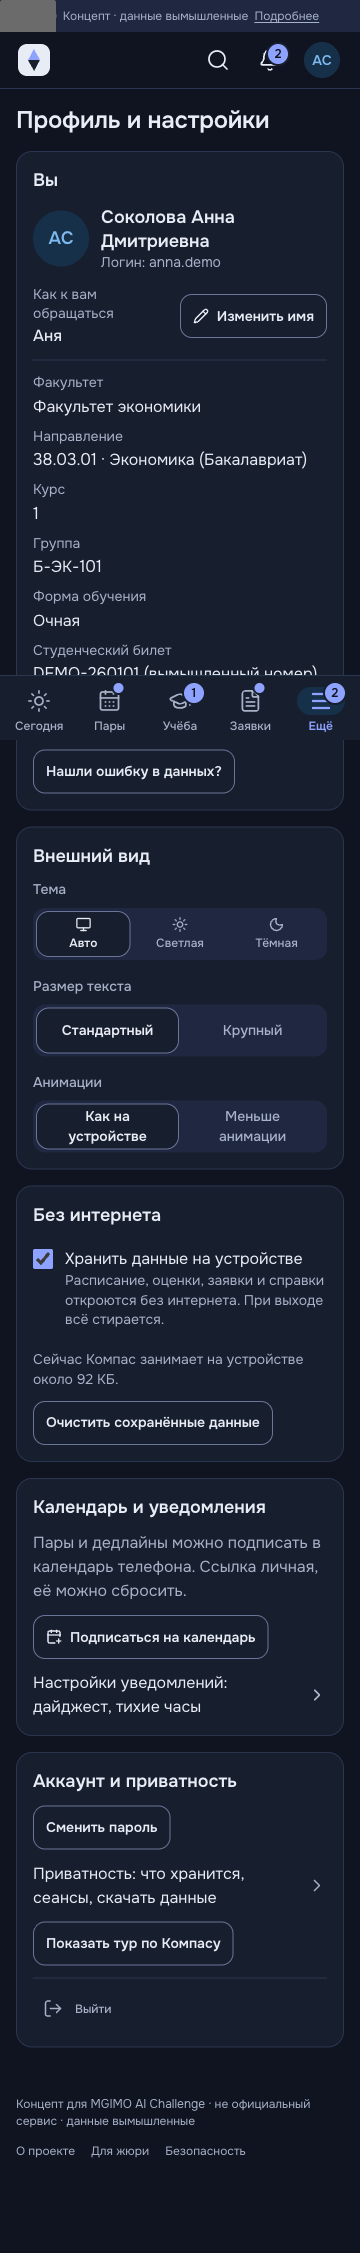 Концепт · данные вымышленные Подробнее
2
АС
Профиль и настройки
Вы
АС
Соколова Анна
Дмитриевна
Логин: anna.demo
Как к вам
обращаться
Аня
Изменить имя
Факультет
Факультет экономики
Направление
38.03.01 · Экономика (Бакалавриат)
Курс
1
Группа
Б-ЭК-101
Форма обучения
Очная
Студенческий билет
DEMO-260101 (вымышленный номер)
1
2
Сегодня
Пары
Учёба
Заявки
Ещё
Нашли ошибку в данных?
Внешний вид
Тема
Авто
Светлая
Тёмная
Размер текста
Стандартный
Крупный
Анимации
Как на
устройстве
Меньше
анимации
Без интернета
Хранить данные на устройстве
Расписание, оценки, заявки и справки
откроются без интернета. При выходе
всё стирается.
Сейчас Компас занимает на устройстве
около 92 КБ.
Очистить сохранённые данные
Календарь и уведомления
Пары и дедлайны можно подписать в
календарь телефона. Ссылка личная,
её можно сбросить.
Подписаться на календарь
Настройки уведомлений:
дайджест, тихие часы
Аккаунт и приватность
Сменить пароль
Приватность: что хранится,
сеансы, скачать данные
Показать тур по Компасу
Выйти
Концепт для MGIMO AI Challenge · не официальный
сервис · данные вымышленные
О проекте
Для жюри
Безопасность